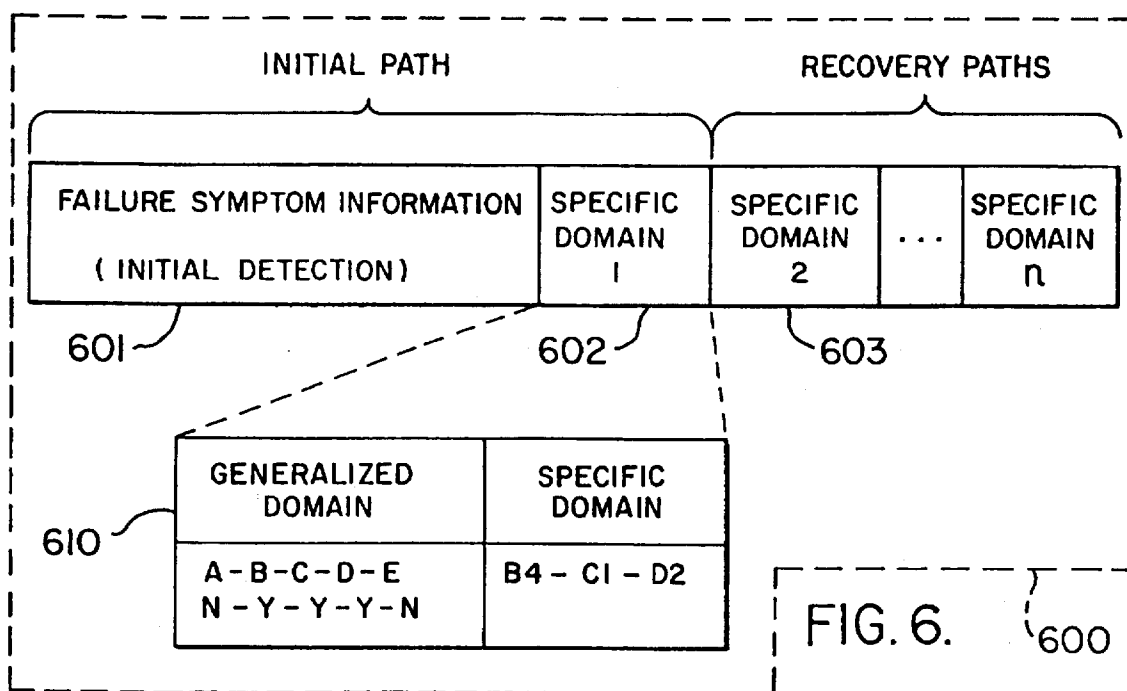 INITIAL PATH
RECOVERY PATHS
FAILURE SYMPTOM INFORMATION
(INITIAL DETECTION)
SPECIFIC
DOMAIN
1
SPECIFIC
DOMAIN
2
...
SPECIFIC
DOMAIN
n
601
602
603
GENERALIZED
DOMAIN
SPECIFIC
DOMAIN
610
A-B-C-D-E
N-Y-Y-Y-N
B4-C1-D2
FIG. 6.
600